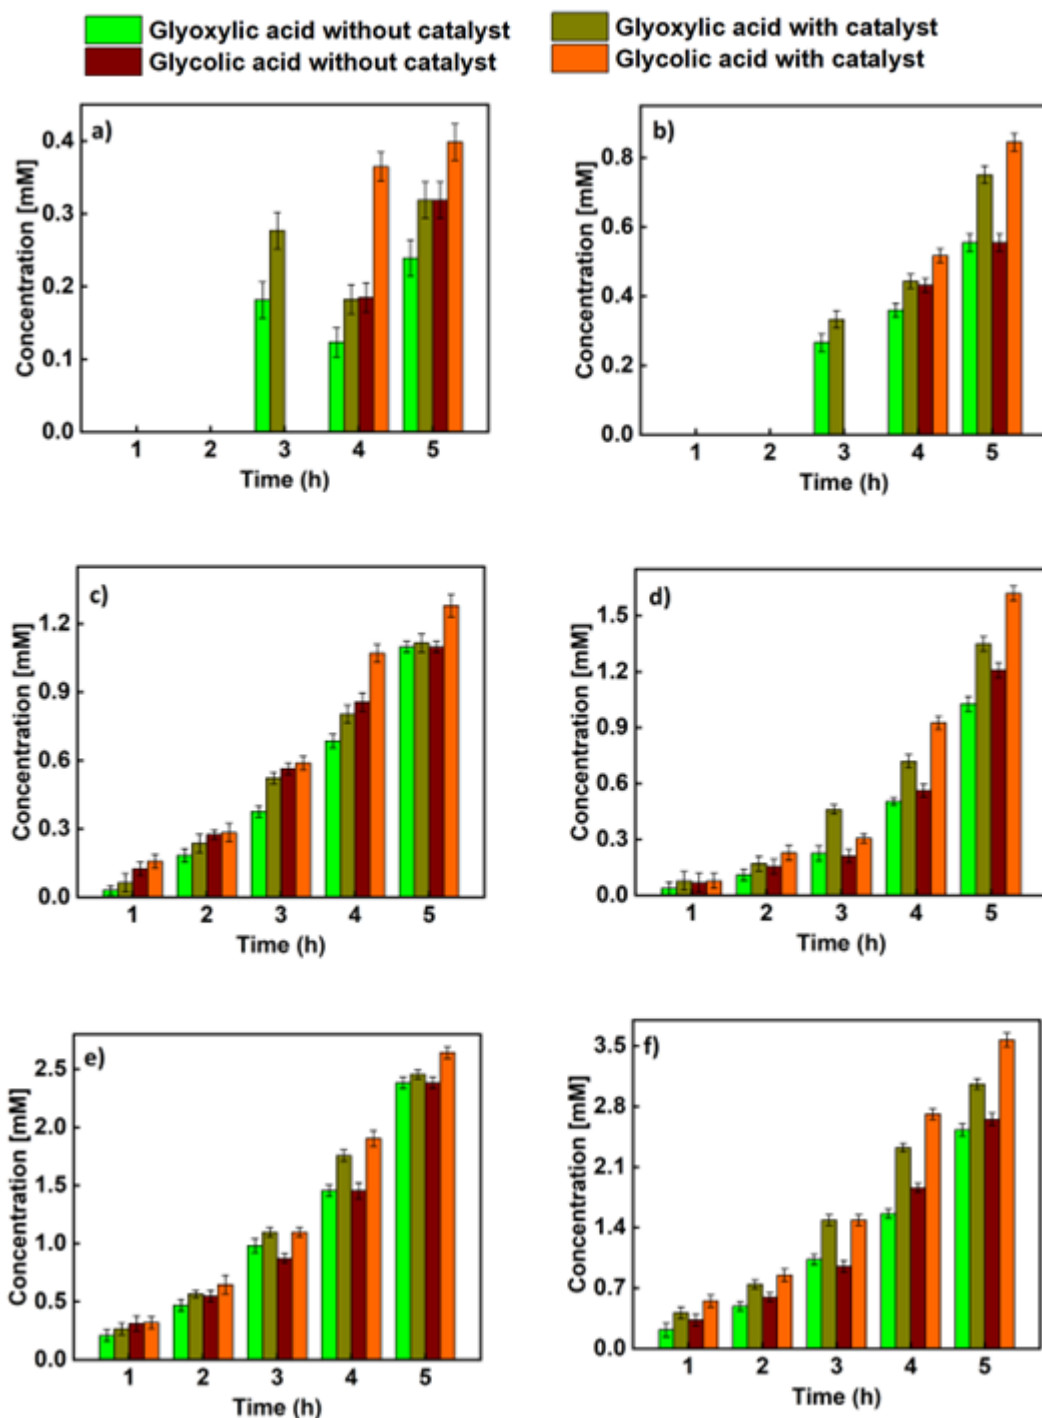 Glyoxylic acid without catalyst
Glycolic acid without catalyst
Glyoxylic acid with catalyst
Glycolic acid with catalyst
a)
Concentration [mM]
0.4
0.3
0.2
0.1
0.0
1 2 3 4 5
Time (h)
b)
Concentration [mM]
0.8
0.6
0.4
0.2
0.0
1 2 3 4 5
Time (h)
c)
Concentration [mM]
1.2
0.9
0.6
0.3
0.0
1 2 3 4 5
Time (h)
d)
Concentration [mM]
1.5
1.2
0.9
0.6
0.3
0.0
1 2 3 4 5
Time (h)
e)
Concentration [mM]
2.5
2.0
1.5
1.0
0.5
0.0
1 2 3 4 5
Time (h)
f)
Concentration [mM]
3.5
2.8
2.1
1.4
0.7
0.0
1 2 3 4 5
Time (h)